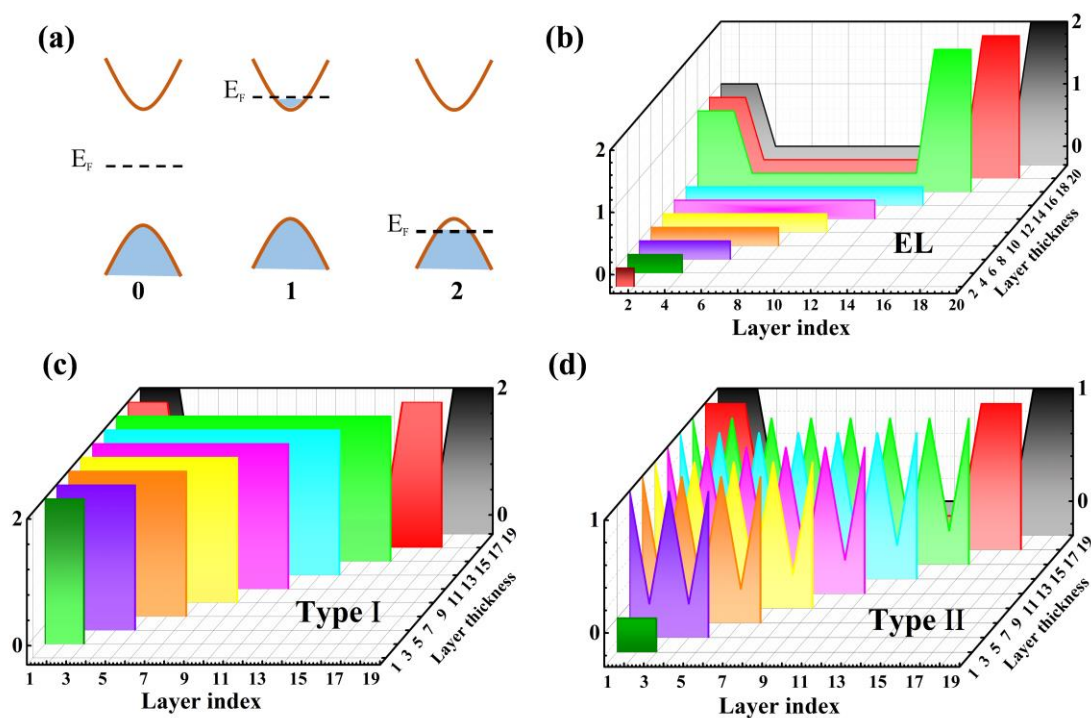 (a)
E_F
E_F
E_F
0
1
2
(b)
2
1
0
2
1
0
EL
2 4 6 8 10 12 14 16 18 20
Layer index
2 4 6 8 10 12 14 16 18 20
Layer thickness
(c)
2
0
2
0
Type I
1 3 5 7 9 11 13 15 17 19
Layer index
1 3 5 7 9 11 13 15 17 19
Layer thickness
(d)
1
0
1
0
Type II
1 3 5 7 9 11 13 15 17 19
Layer index
1 3 5 7 9 11 13 15 17 19
Layer thickness